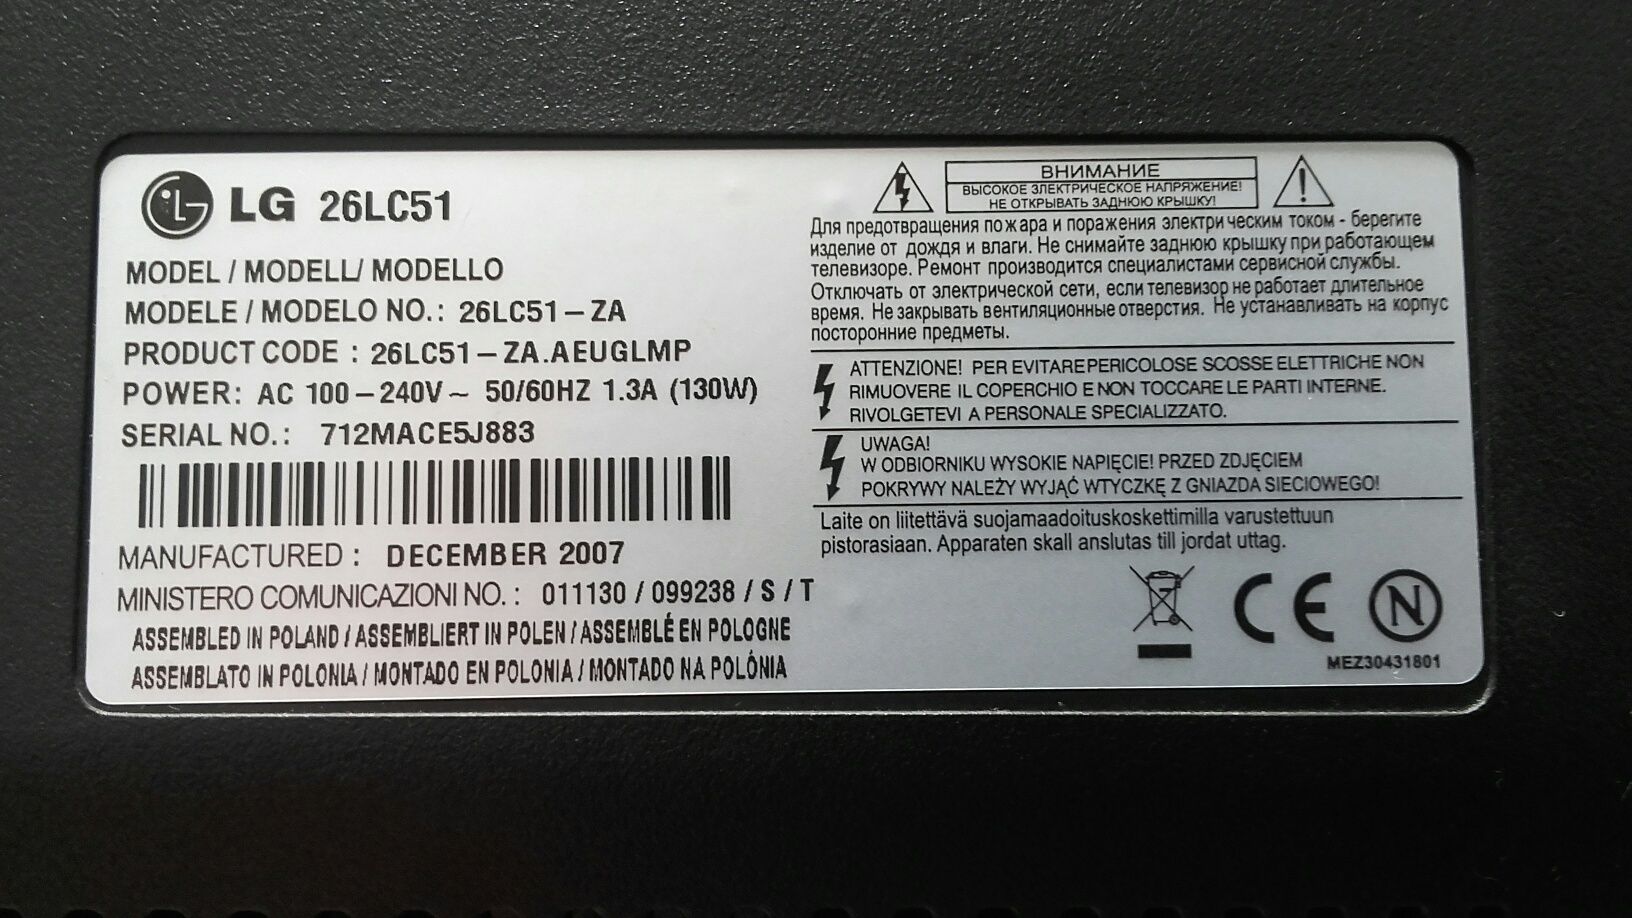 LG 26LC51
MODEL / MODELL/ MODELLO
MODELE / MODELO NO.: 26LC51-ZA
PRODUCT CODE : 26LC51-ZA.AEUGLMP
POWER: AC 100-240V~ 50/60HZ 1.3A (130W)
SERIAL NO.: 712MACE5J883
MANUFACTURED : DECEMBER 2007
MINISTERO COMUNICAZIONI NO. : 011130 / 099238 / S / T
ASSEMBLED IN POLAND / ASSEMBLIERT IN POLEN / ASSEMBLÉ EN POLOGNE
ASSEMBLATO IN POLONIA / MONTADO EN POLONIA / MONTADO NA POLÓNIA
ВНИМАНИЕ
ВЫСОКОЕ ЗЛЕКТРИЧЕСКОЕ НАПРЯЖЕНИЕ!
НЕ ОТКРЫВАТЬ ЗАДНЮЮ КРЫШКУ!
!
Для предотвращения пожара и поражения электрическим током - берегите
изделие от дождя и влаги. Не снимайте заднюю крышку при работающем
телевизоре. Ремонт производится специалистами сервисной службы.
Отключать от электрической сети, если телевизор не работает длительное
время. Не закрывать вентиляционные отверстия. Не устанавливать на корпус
посторонние предметы.
ATTENZIONE! PER EVITARE PERICOLOSE SCOSSE ELETTRICHE NON
RIMUOVERE IL COPERCHIO E NON TOCCARE LE PARTI INTERNE.
RIVOLGETEVI A PERSONALE SPECIALIZZATO.
UWAGA!
W ODBIORNIKU WYSOKIE NAPIĘCIE! PRZED ZDJĘCIEM
POKRYWY NALEŻY WYJĄĆ WTYCZKĘ Z GNIAZDA SIECIOWEGO!
Laite on liitettävä suojamaadoituskoskettimilla varustettuun
pistorasiaan. Apparaten skall anslutas till jordat uttag.
CE N
MEZ30431801